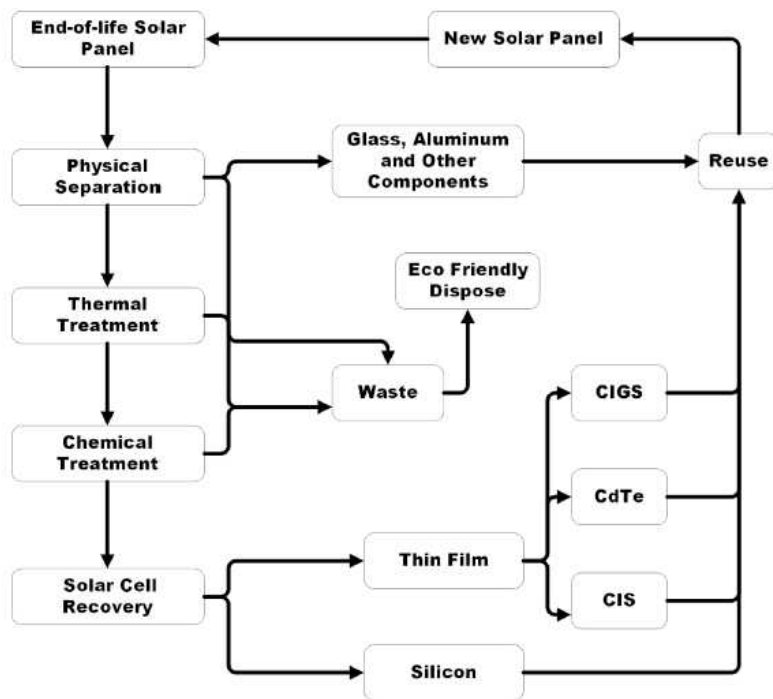 End-of-life Solar
Panel
New Solar Panel
Physical
Separation
Glass, Aluminum
and Other
Components
Reuse
Eco Friendly
Dispose
Thermal
Treatment
Waste
CIGS
Chemical
Treatment
CdTe
Thin Film
Solar Cell
Recovery
CIS
Silicon